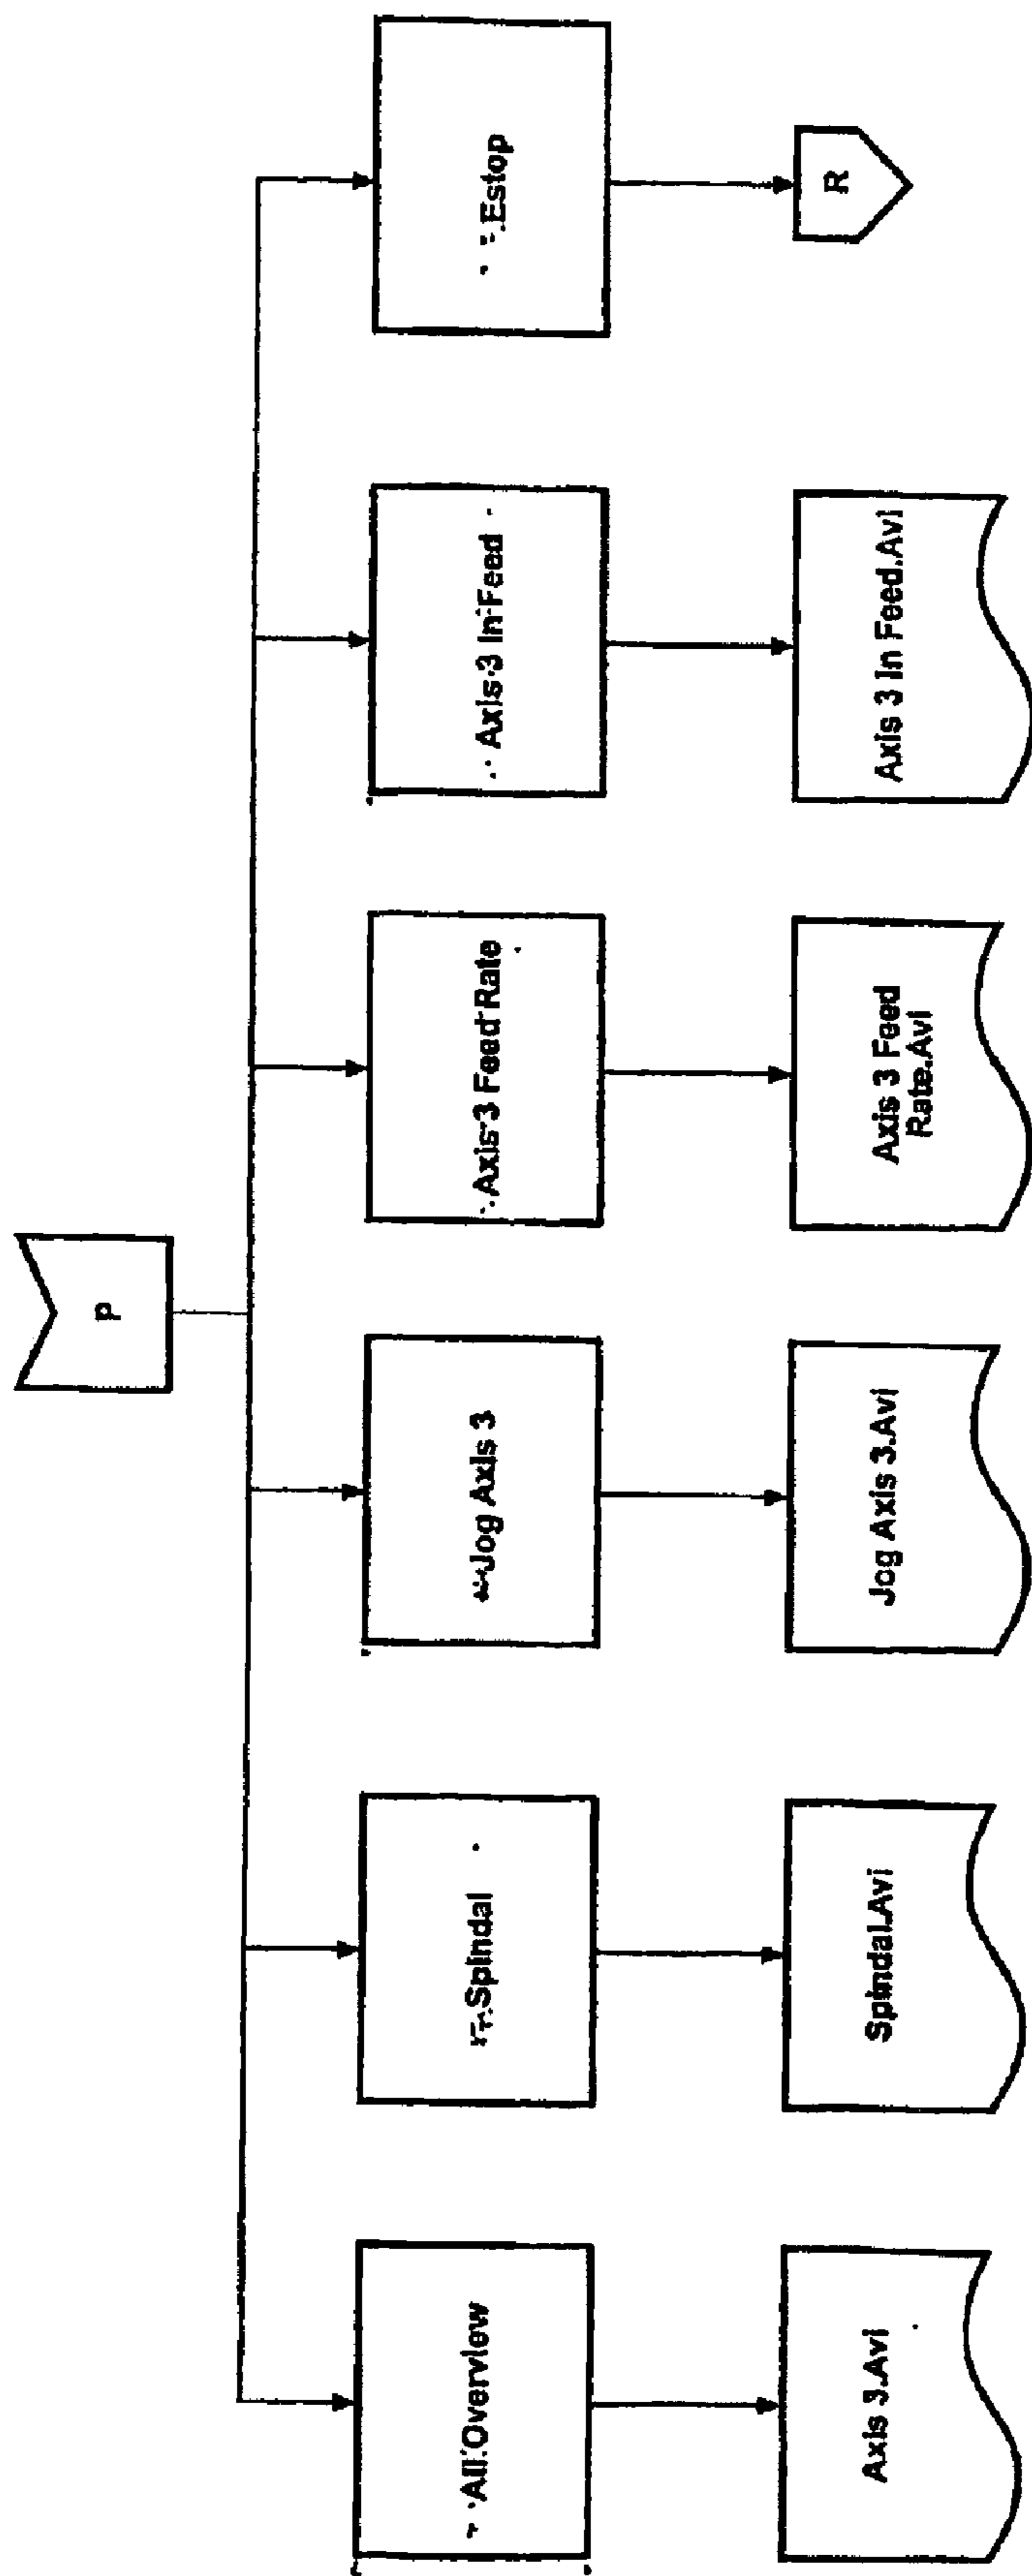 P
All Overview
Spindal
Jog Axis 3
Axis 3 Feed Rate
Axis 3 In Feed
Estop
Axis 3.Avi
Spindal.Avi
Jog Axis 3.Avi
Axis 3 Feed
Rate.Avi
Axis 3 In Feed.Avi
R